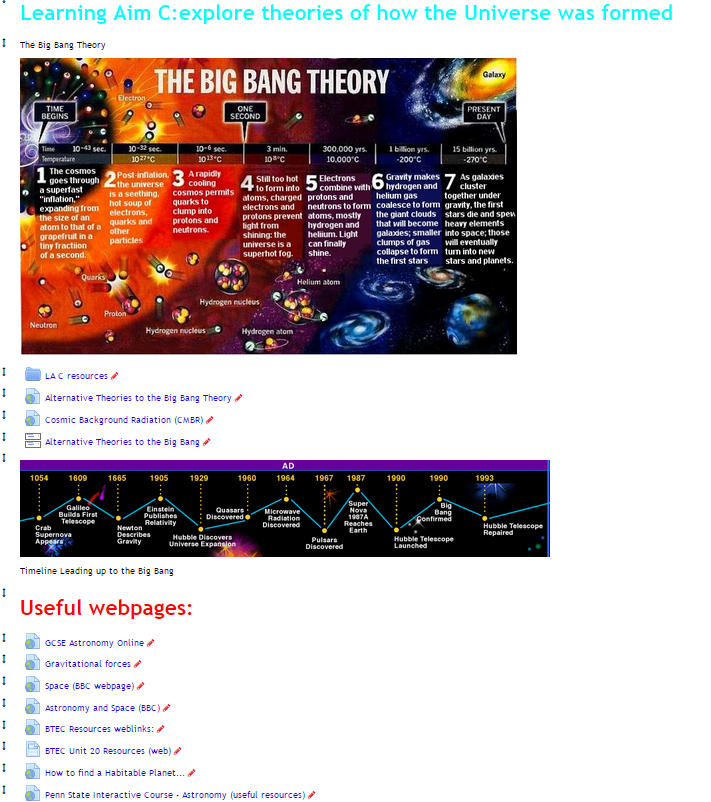 Learning Aim C:explore theories of how the Universe was formed
The Big Bang Theory
THE BIG BANG THEORY
Galaxy
Electron
TIME
BEGINS
ONE
SECOND
PRESENT
DAY
Time 10⁻⁴³ sec. 10⁻³² sec. 10⁻⁶ sec. 3 min. 300,000 yrs. 1 billion yrs. 15 billion yrs.
Temperature 10²⁷°C 10¹³°C 10⁸°C 10,000°C -200°C -270°C
1 The cosmos
goes through
a superfast
"inflation,"
expanding from
the size of an
atom to that of a
grapefruit in a
tiny fraction
of a second.
2 Post-inflation,
the universe
is a seething,
hot soup of
electrons,
quarks and
other
particles
3 A rapidly
cooling
cosmos permits
quarks to
clump into
protons and
neutrons.
4 Still too hot
to form into
atoms, charged
electrons and
protons prevent
light from
shining: the
universe is a
superhot fog.
5 Electrons
combine with
protons and
neutrons to form
atoms, mostly
hydrogen and
helium. Light
can finally
shine.
6 Gravity makes
hydrogen and
helium gas
coalesce to form
the giant clouds
that will become
galaxies; smaller
clumps of gas
collapse to form
the first stars
7 As galaxies
cluster
together under
gravity, the first
stars die and spew
heavy elements
into space; those
will eventually
turn into new
stars and planets.
Quarks
Neutron
Proton
Hydrogen nucleus
Hydrogen nucleus
Helium atom
Hydrogen atom
LA C resources
Alternative Theories to the Big Bang Theory
Cosmic Background Radiation (CMBR)
Alternative Theories to the Big Bang
AD
1054 1609 1665 1905 1929 1960 1964 1967 1987 1990 1990 1993
Crab
Supernova
Appears
Galileo
Builds First
Telescope
Newton
Describes
Gravity
Einstein
Publishes
Relativity
Hubble Discovers
Universe Expansion
Quasars
Discovered
Microwave
Radiation
Discovered
Pulsars
Discovered
Super
Nova
1987A
Reaches
Earth
Hubble Telescope
Launched
Big
Bang
Confirmed
Hubble Telescope
Repaired
Timeline Leading up to the Big Bang
Useful webpages:
GCSE Astronomy Online
Gravitational forces
Space (BBC webpage)
Astronomy and Space (BBC)
BTEC Resources weblinks:
BTEC Unit 20 Resources (web)
How to find a Habitable Planet...
Penn State Interactive Course - Astronomy (useful resources)